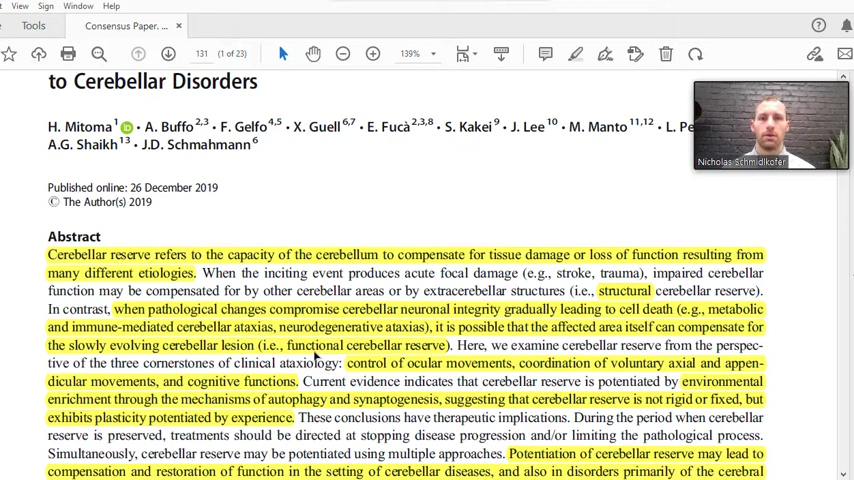 View
Sign
Window
Help
Tools
Consensus Paper. ... ×
131 (1 of 23)
139%
to Cerebellar Disorders
H. Mitoma 1 iD • A. Buffo 2,3 • F. Gelfo 4,5 • X. Guell 6,7 • E. Fucà 2,3,8 • S. Kakei 9 • J. Lee 10 • M. Manto 11,12 • L. Pe
A.G. Shaikh 13 • J.D. Schmahmann 6
Nicholas Schmidlkofer
Published online: 26 December 2019
© The Author(s) 2019
Abstract
Cerebellar reserve refers to the capacity of the cerebellum to compensate for tissue damage or loss of function resulting from
many different etiologies. When the inciting event produces acute focal damage (e.g., stroke, trauma), impaired cerebellar
function may be compensated for by other cerebellar areas or by extracerebellar structures (i.e., structural cerebellar reserve).
In contrast, when pathological changes compromise cerebellar neuronal integrity gradually leading to cell death (e.g., metabolic
and immune-mediated cerebellar ataxias, neurodegenerative ataxias), it is possible that the affected area itself can compensate for
the slowly evolving cerebellar lesion (i.e., functional cerebellar reserve). Here, we examine cerebellar reserve from the perspec-
tive of the three cornerstones of clinical ataxiology: control of ocular movements, coordination of voluntary axial and appen-
dicular movements, and cognitive functions. Current evidence indicates that cerebellar reserve is potentiated by environmental
enrichment through the mechanisms of autophagy and synaptogenesis, suggesting that cerebellar reserve is not rigid or fixed, but
exhibits plasticity potentiated by experience. These conclusions have therapeutic implications. During the period when cerebellar
reserve is preserved, treatments should be directed at stopping disease progression and/or limiting the pathological process.
Simultaneously, cerebellar reserve may be potentiated using multiple approaches. Potentiation of cerebellar reserve may lead to
compensation and restoration of function in the setting of cerebellar diseases, and also in disorders primarily of the cerebral